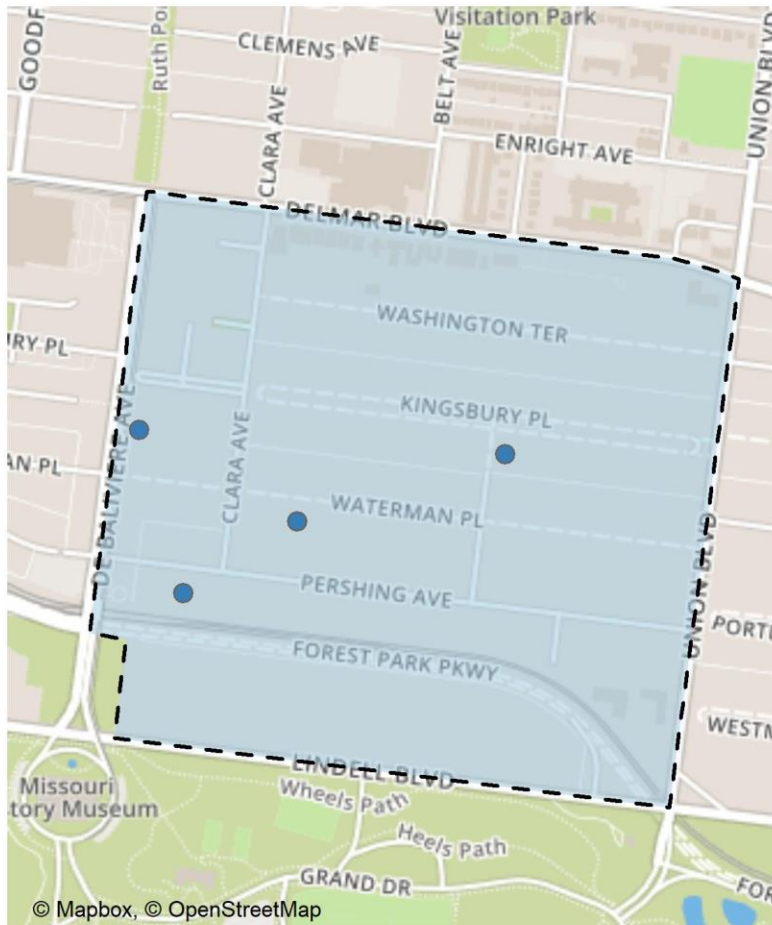 Visitation Park
GOODF
Ruth Po
CLEMENS AVE
CLARA AVE
BELT AVE
UNION BLVD
ENRIGHT AVE
DELMAR BLVD
WASHINGTON TER
RY PL
KINGSBURY PL
DE BALIVIERE AVE
CLARA AVE
AN PL
WATERMAN PL
UNION BLVD
PERSHING AVE
PORTL
FOREST PARK PKWY
WESTM
LINDELL BLVD
Missouri
tory Museum
Wheels Path
Heels Path
GRAND DR
FOR
© Mapbox, © OpenStreetMap